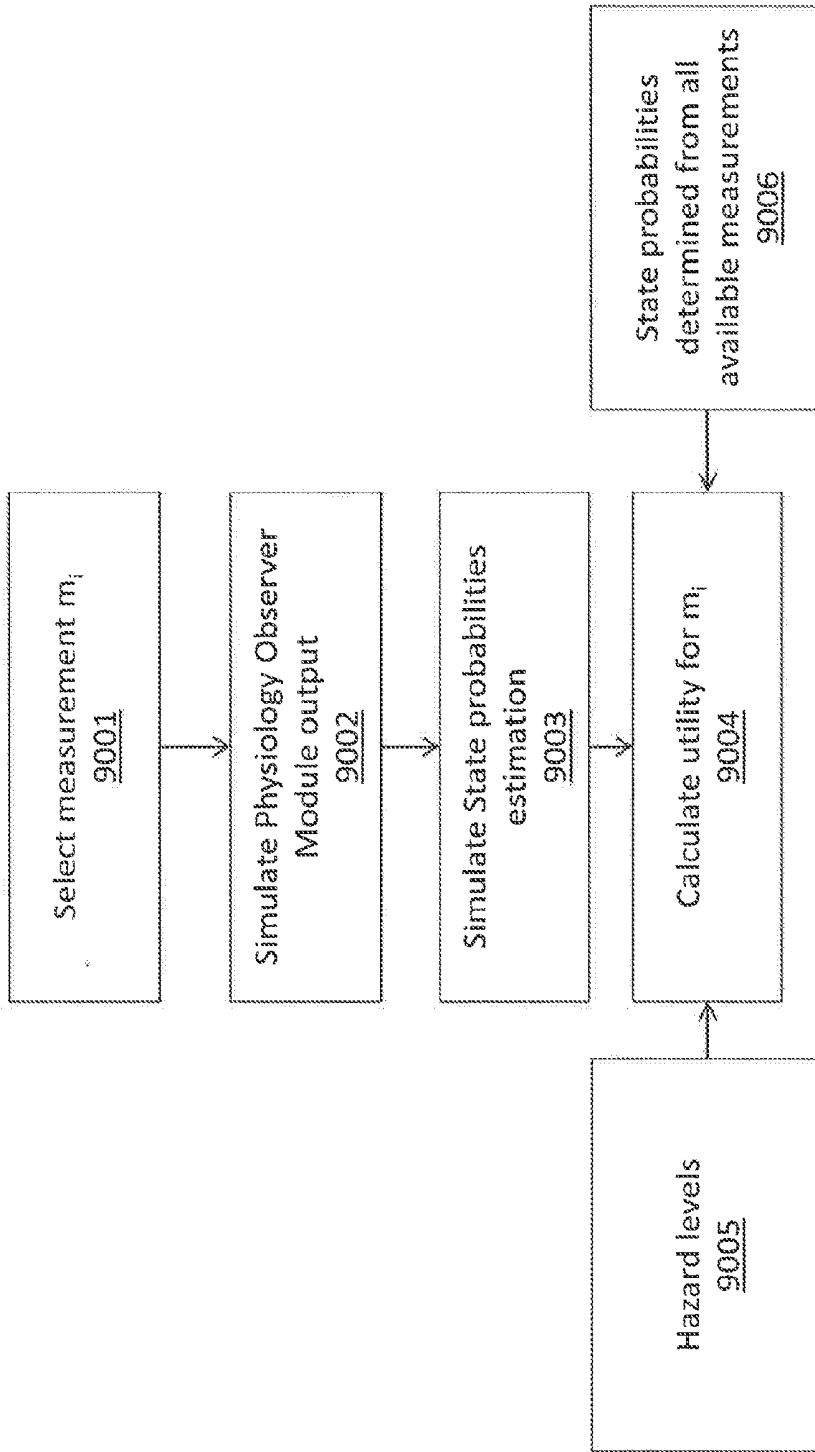 Select measurement mi
9001
Simulate Physiology Observer
Module output
9002
Simulate State probabilities
estimation
9003
Calculate utility for mi
9004
Hazard levels
9005
State probabilities
determined from all
available measurements
9006